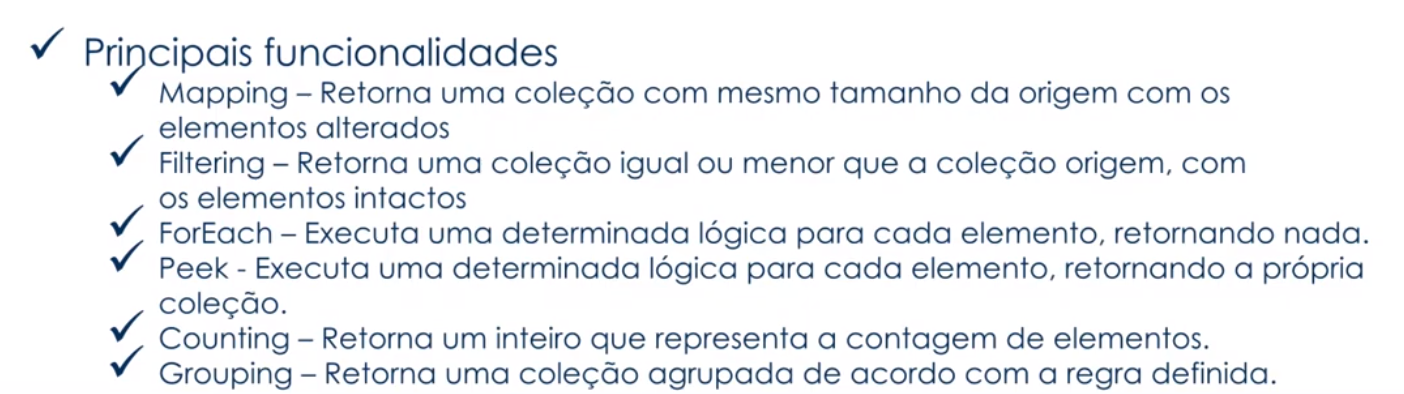 Principais funcionalidades
Mapping – Retorna uma coleção com mesmo tamanho da origem com os
elementos alterados
Filtering – Retorna uma coleção igual ou menor que a coleção origem, com
os elementos intactos
ForEach – Executa uma determinada lógica para cada elemento, retornando nada.
Peek - Executa uma determinada lógica para cada elemento, retornando a própria
coleção.
Counting – Retorna um inteiro que representa a contagem de elementos.
Grouping – Retorna uma coleção agrupada de acordo com a regra definida.